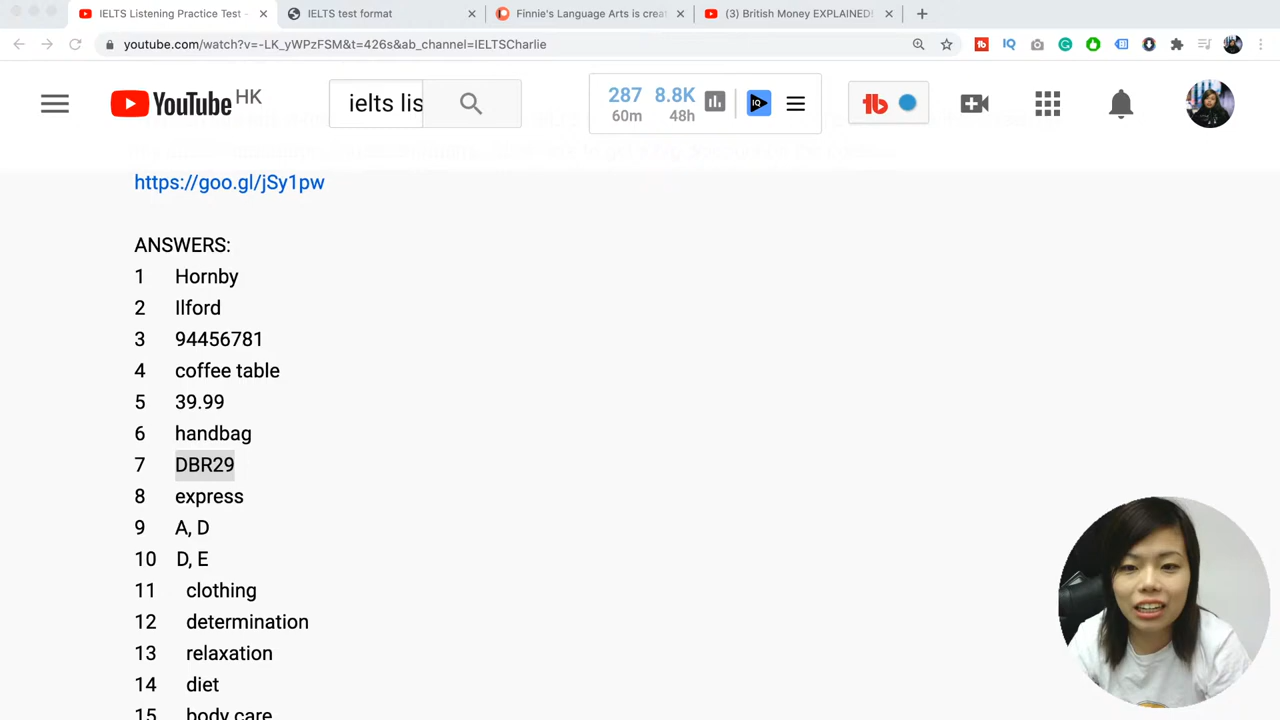 IELTS Listening Practice Test -
IELTS test format
Finnie's Language Arts is creat
(3) British Money EXPLAINED!
youtube.com/watch?v=-LK_yWPzFSM&t=426s&ab_channel=IELTSCharlie
YouTube HK
ielts lis
287 8.8K
60m 48h
IQ
tb
https://goo.gl/jSy1pw
ANSWERS:
1 Hornby
2 Ilford
3 94456781
4 coffee table
5 39.99
6 handbag
7 DBR29
8 express
9 A, D
10 D, E
11 clothing
12 determination
13 relaxation
14 diet
15 body care